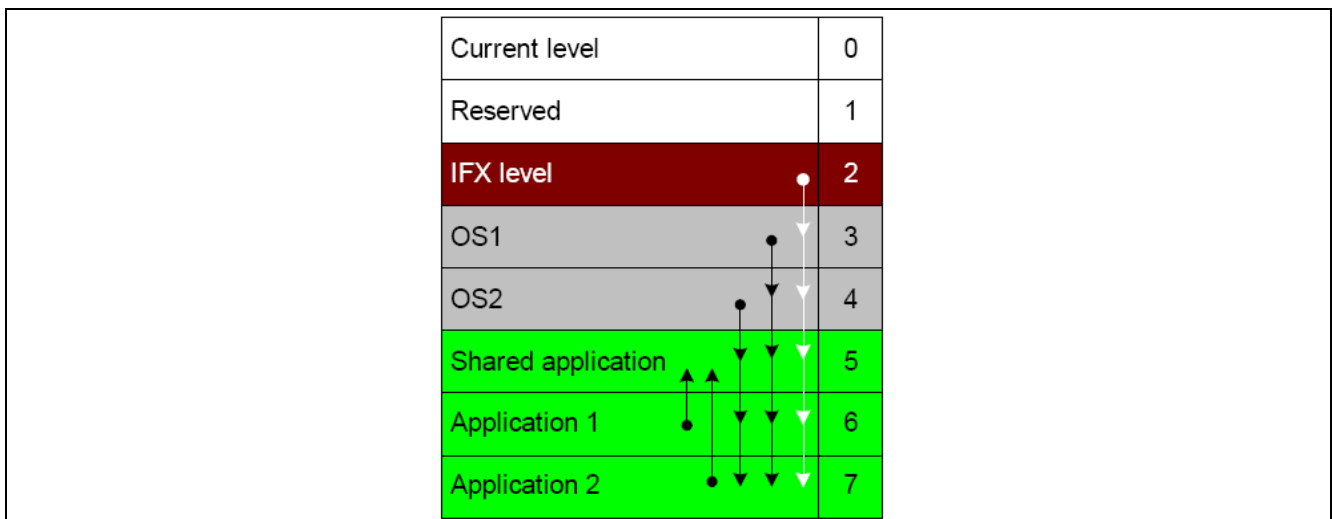 Current level 0
Reserved 1
IFX level 2
OS1 3
OS2 4
Shared application 5
Application 1 6
Application 2 7